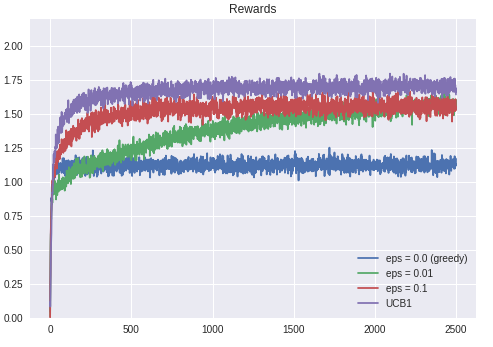 Rewards
2.00
1.75
1.50
1.25
1.00
0.75
0.50
0.25
0.00
0 500 1000 1500 2000 2500
eps = 0.0 (greedy)
eps = 0.01
eps = 0.1
UCB1